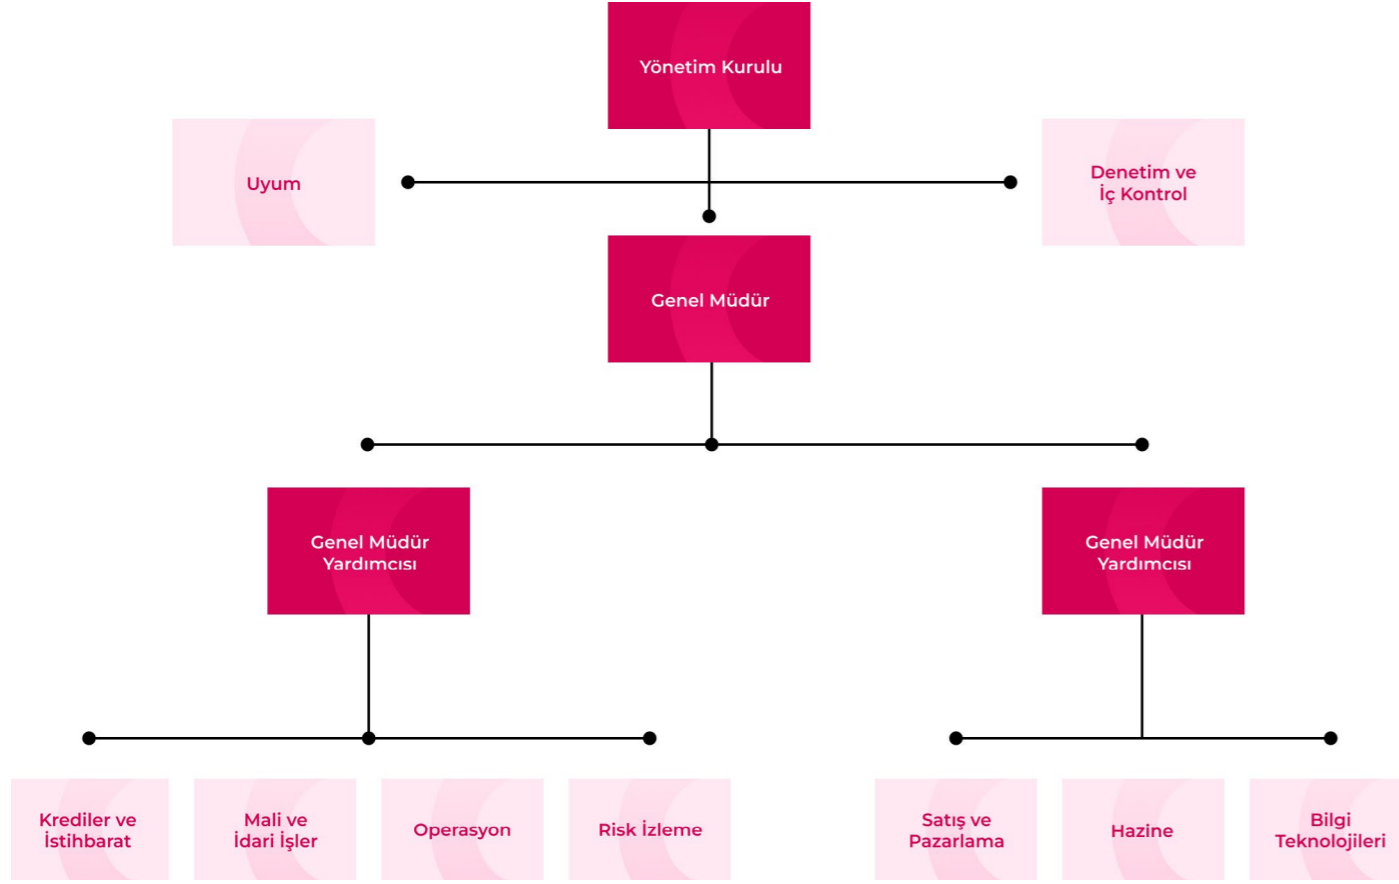 Yönetim Kurulu
Uyum
Denetim ve
İç Kontrol
Genel Müdür
Genel Müdür
Yardımcısı
Genel Müdür
Yardımcısı
Krediler ve
İstihbarat
Mali ve
İdari İşler
Operasyon
Risk İzleme
Satış ve
Pazarlama
Hazine
Bilgi
Teknolojileri